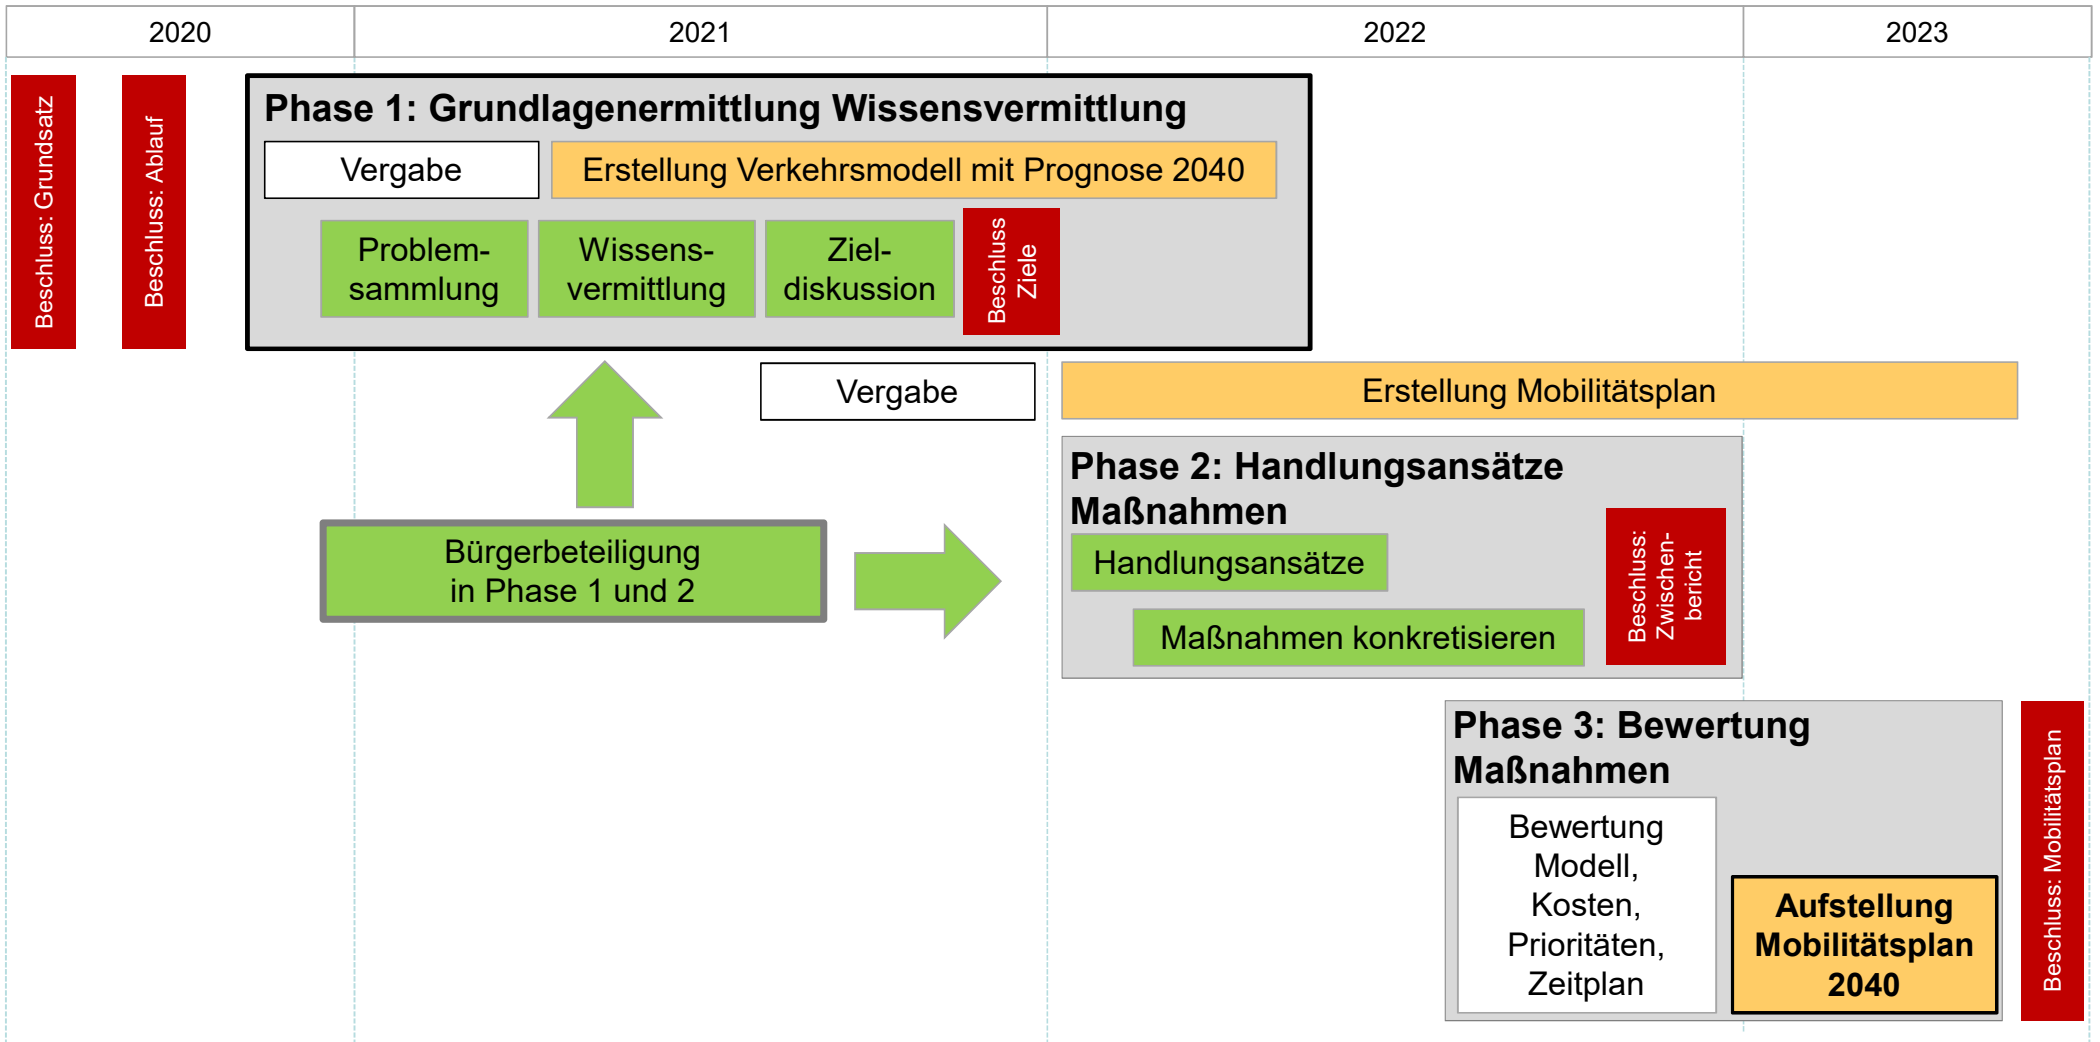 2020
2021
2022
2023
Beschluss: Grundsatz
Beschluss: Ablauf
Phase 1: Grundlagenermittlung Wissensvermittlung
Vergabe
Erstellung Verkehrsmodell mit Prognose 2040
Problem-
sammlung
Wissens-
vermittlung
Ziel-
diskussion
Beschluss
Ziele
Vergabe
Erstellung Mobilitätsplan
Bürgerbeteiligung
in Phase 1 und 2
Phase 2: Handlungsansätze
Maßnahmen
Handlungsansätze
Maßnahmen konkretisieren
Beschluss:
Zwischen-
bericht
Phase 3: Bewertung
Maßnahmen
Bewertung
Modell,
Kosten,
Prioritäten,
Zeitplan
Aufstellung
Mobilitätsplan
2040
Beschluss: Mobilitätsplan